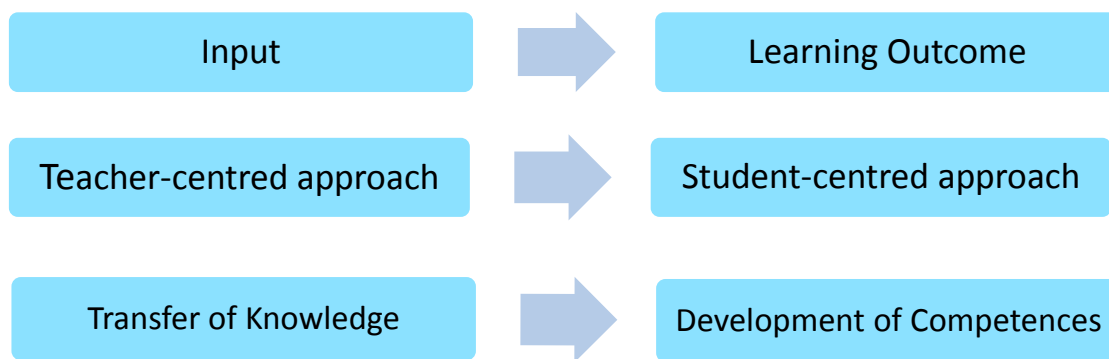 Input
Learning Outcome
Teacher-centred approach
Student-centred approach
Transfer of Knowledge
Development of Competences